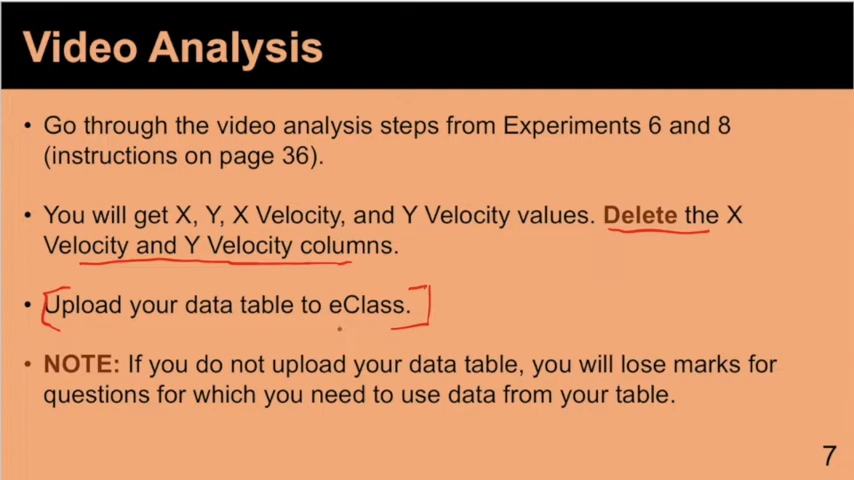 Video Analysis
• Go through the video analysis steps from Experiments 6 and 8
(instructions on page 36).
• You will get X, Y, X Velocity, and Y Velocity values. Delete the X
Velocity and Y Velocity columns.
• Upload your data table to eClass.
• NOTE: If you do not upload your data table, you will lose marks for
questions for which you need to use data from your table.
7